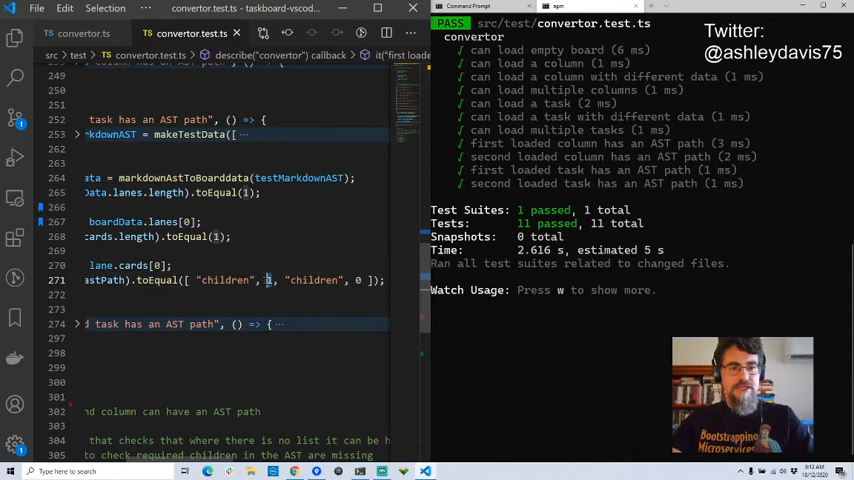 File Edit Selection ··· convertor.test.ts - taskboard-vscod...
convertor.ts convertor.test.ts
src > test > convertor.test.ts > describe("convertor") callback > it("first loaded
column has an AST path", () => {
249
250
251
252 task has an AST path", () => {
253 rkdownAST = makeTestData([ ···
263
264 data = markdownAstToBoarddata(testMarkdownAST);
265 Data.lanes.length).toEqual(1);
266
267 boardData.lanes[0];
268 cards.length).toEqual(1);
269
270 lane.cards[0];
271 astPath).toEqual([ "children", 1, "children", 0 ]);
272
273
274 d task has an AST path", () => { ···
297
298
299
300
301
302 nd column can have an AST path
303
304 that checks that where there is no list it can be h
305 to check required children in the AST are missing
Command Prompt npm
PASS src/test/convertor.test.ts
convertor
√ can load empty board (6 ms)
√ can load a column (1 ms)
√ can load a column with different data (1 ms)
√ can load multiple columns (1 ms)
√ can load a task (2 ms)
√ can load a task with different data (1 ms)
√ can load multiple tasks (1 ms)
√ first loaded column has an AST path (3 ms)
√ second loaded column has an AST path (2 ms)
√ first loaded task has an AST path (1 ms)
√ second loaded task has an AST path (1 ms)
Test Suites: 1 passed, 1 total
Tests: 11 passed, 11 total
Snapshots: 0 total
Time: 2.616 s, estimated 5 s
Ran all test suites related to changed files.
Watch Usage: Press w to show more.
Twitter:
@ashleydavis75
Bootstrapping
Microservices
Type here to search
9:13 AM
18/12/2020